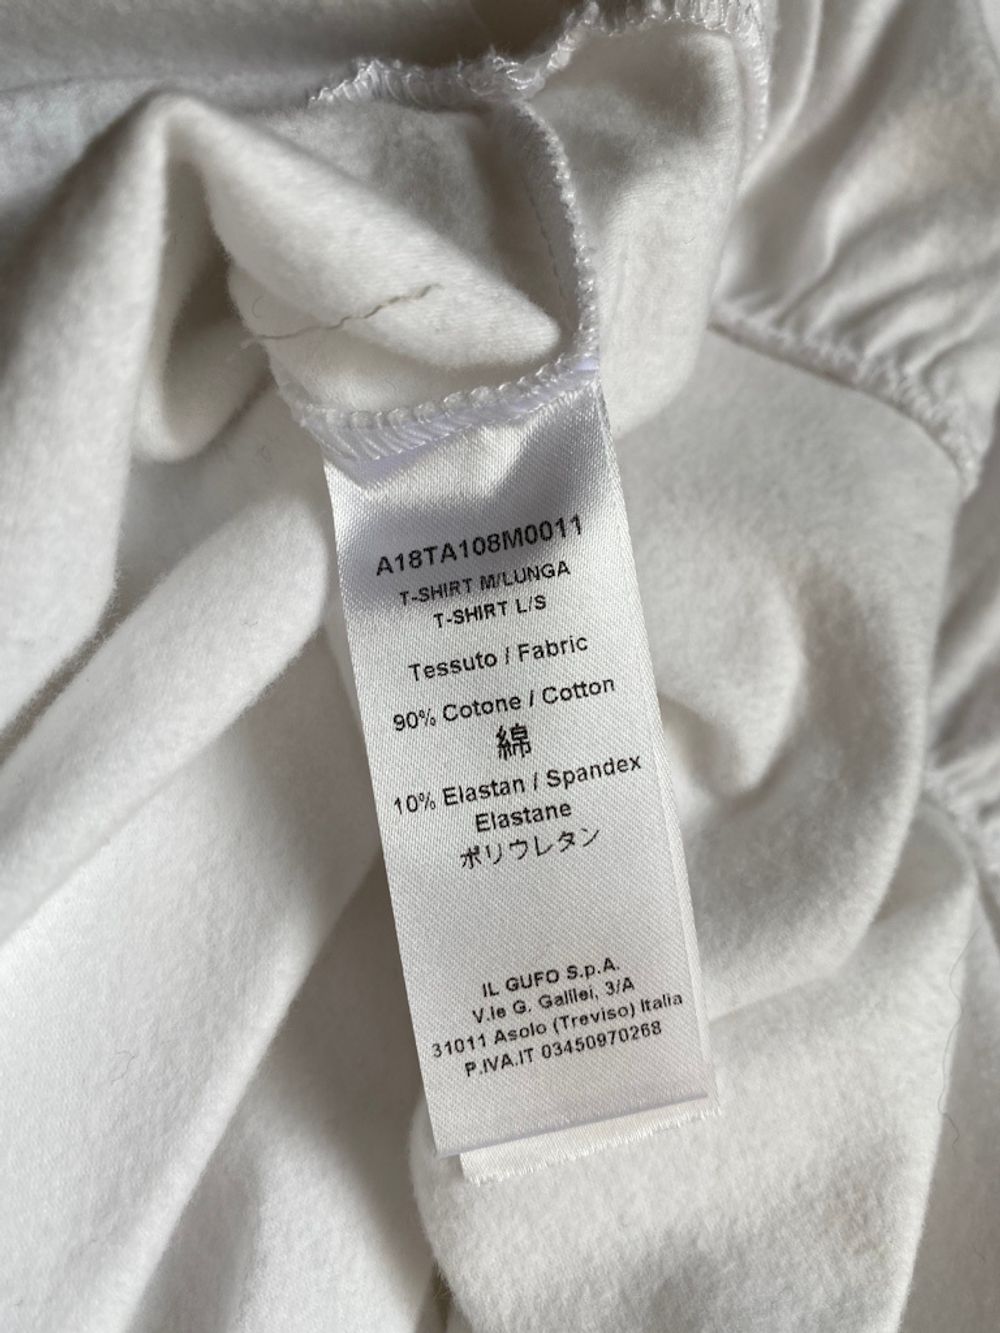 A18TA108M0011
T-SHIRT M/LUNGA
T-SHIRT L/S
Tessuto / Fabric
90% Cotone / Cotton
綿
10% Elastan / Spandex
Elastane
ポリウレタン
IL GUFO S.p.A.
V.le G. Galilei, 3/A
31011 Asolo (Treviso) Italia
P.IVA.IT 03450970268